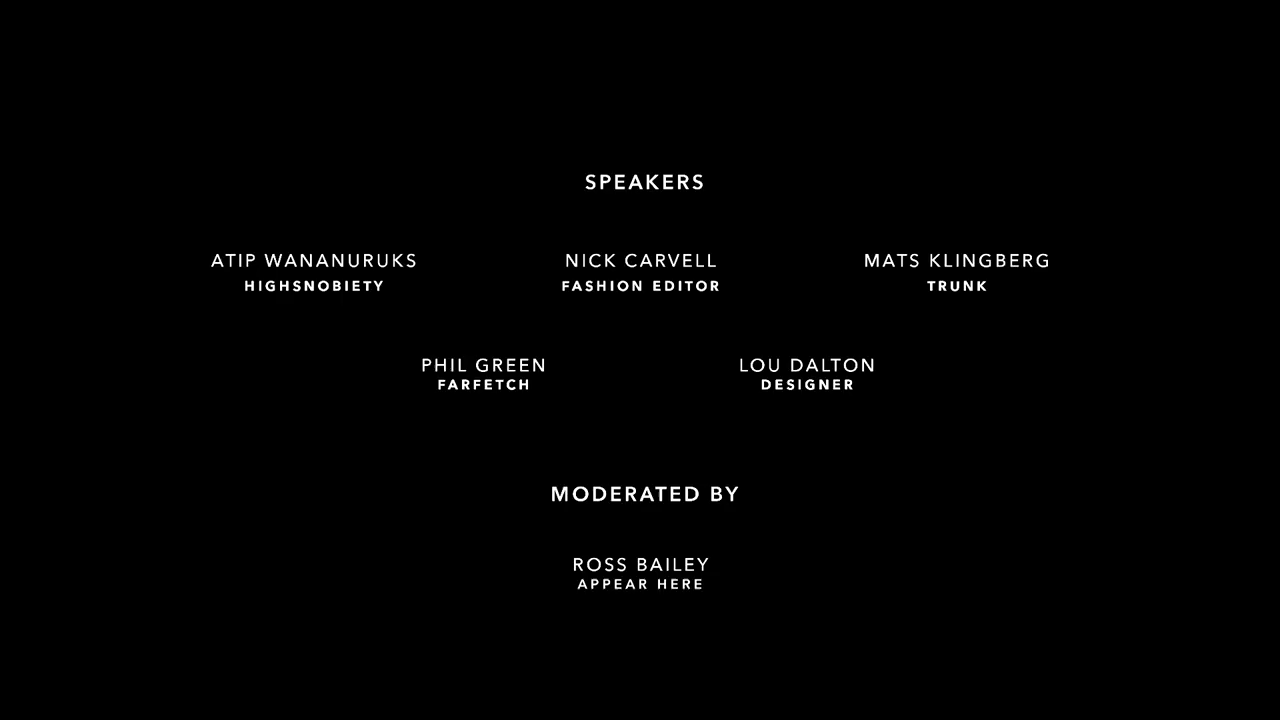 SPEAKERS
ATIP WANANURUKS
HIGHSNOBIETY
NICK CARVELL
FASHION EDITOR
MATS KLINGBERG
TRUNK
PHIL GREEN
FARFETCH
LOU DALTON
DESIGNER
MODERATED BY
ROSS BAILEY
APPEAR HERE